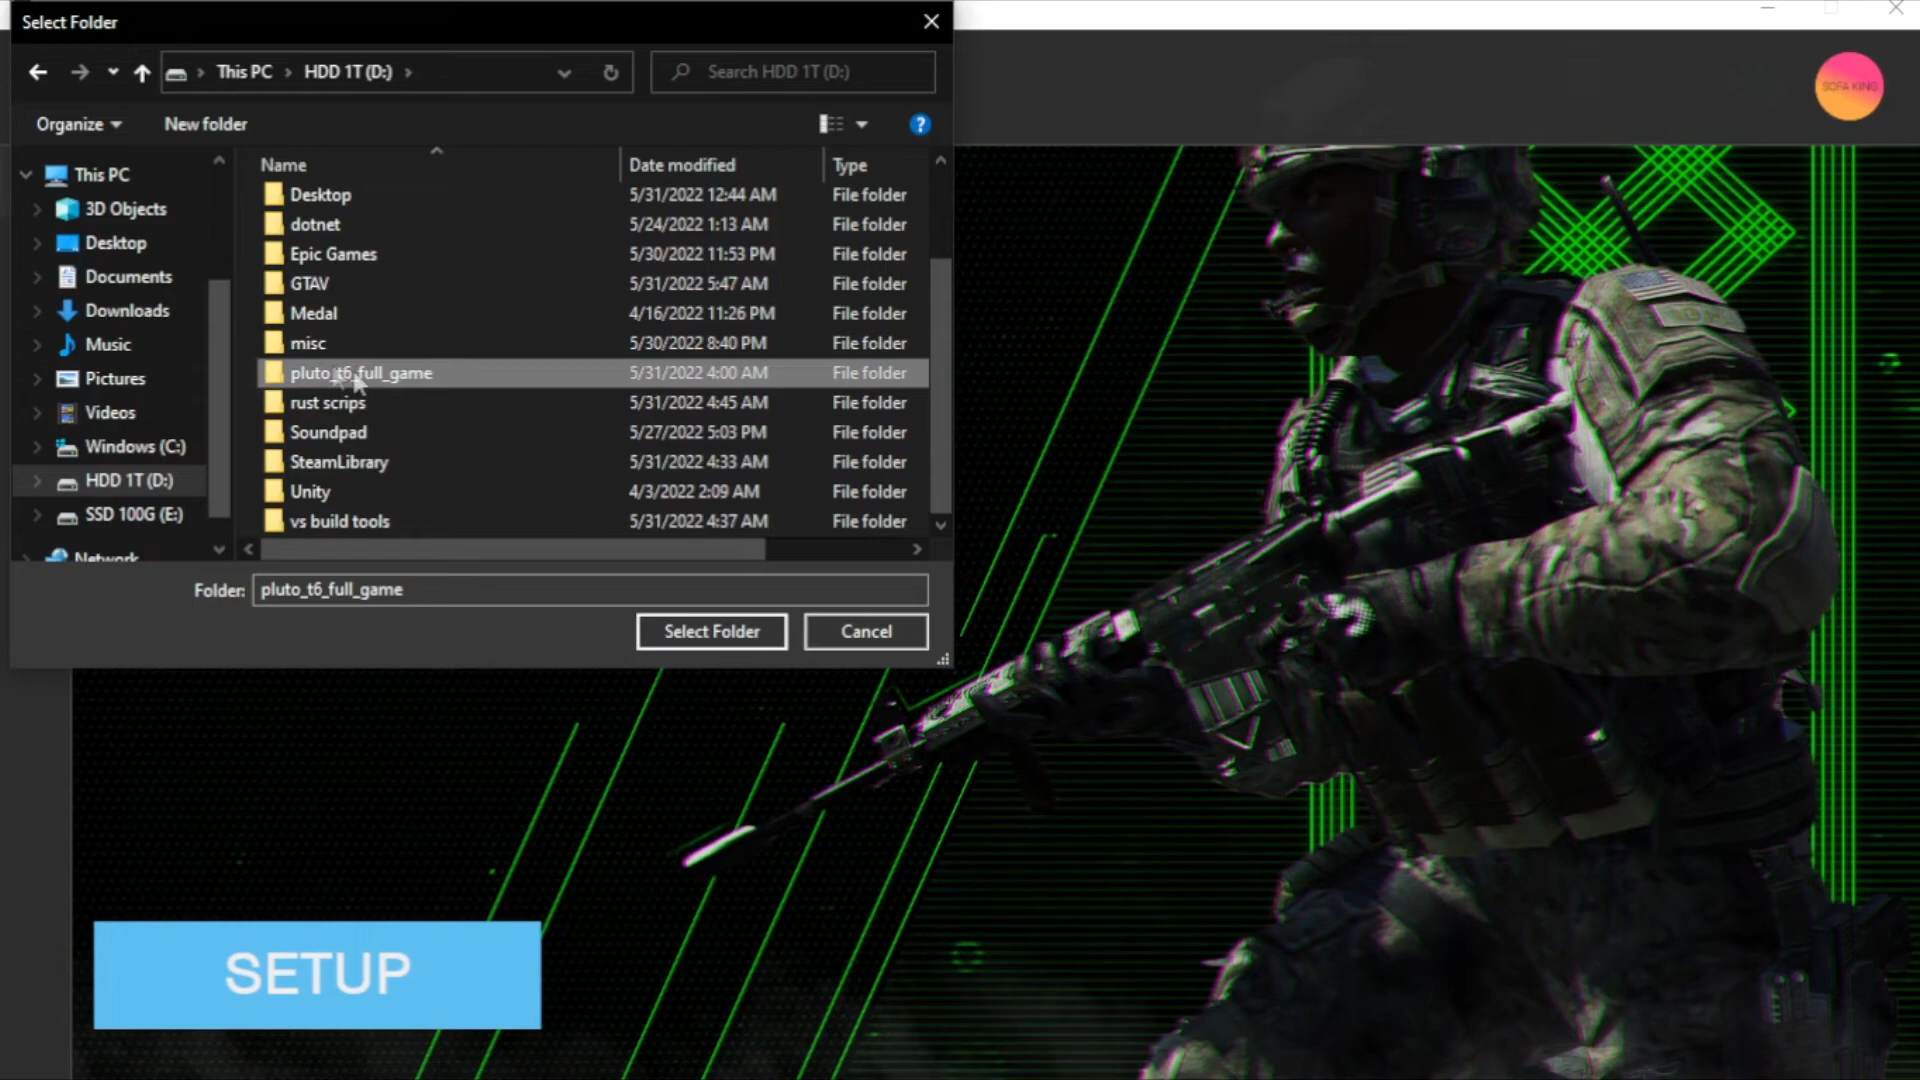 Select Folder
This PC > HDD 1T (D:) >
Search HDD 1T (D:)
SOFA KING
Organize
New folder
?
Name
Date modified
Type
This PC
3D Objects
Desktop
Documents
Downloads
Music
Pictures
Videos
Windows (C:)
HDD 1T (D:)
SSD 100G (E:)
Network
Desktop 5/31/2022 12:44 AM File folder
dotnet 5/24/2022 1:13 AM File folder
Epic Games 5/30/2022 11:53 PM File folder
GTAV 5/31/2022 5:47 AM File folder
Medal 4/16/2022 11:26 PM File folder
misc 5/30/2022 8:40 PM File folder
pluto_t6_full_game 5/31/2022 4:00 AM File folder
rust scrips 5/31/2022 4:45 AM File folder
Soundpad 5/27/2022 5:03 PM File folder
SteamLibrary 5/31/2022 4:33 AM File folder
Unity 4/3/2022 2:09 AM File folder
vs build tools 5/31/2022 4:37 AM File folder
Folder: pluto_t6_full_game
Select Folder
Cancel
SETUP